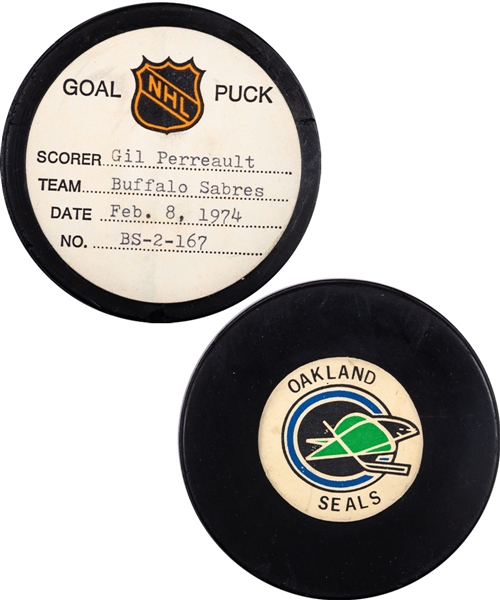 GOAL NHL PUCK
SCORER Gil Perreault
TEAM Buffalo Sabres
DATE Feb. 8, 1974
NO. BS-2-167
OAKLAND
SEALS